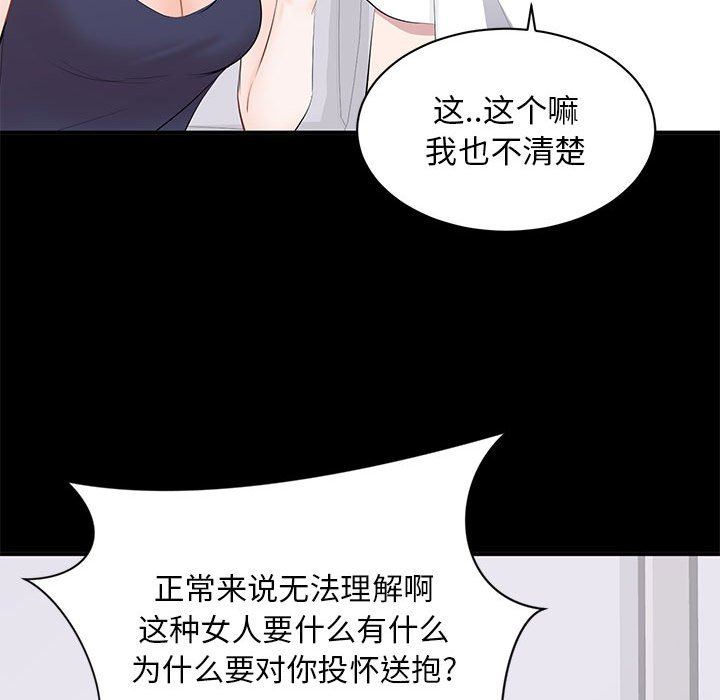 这..这个嘛
我也不清楚
正常来说无法理解啊
这种女人要什么有什么
为什么要对你投怀送抱?